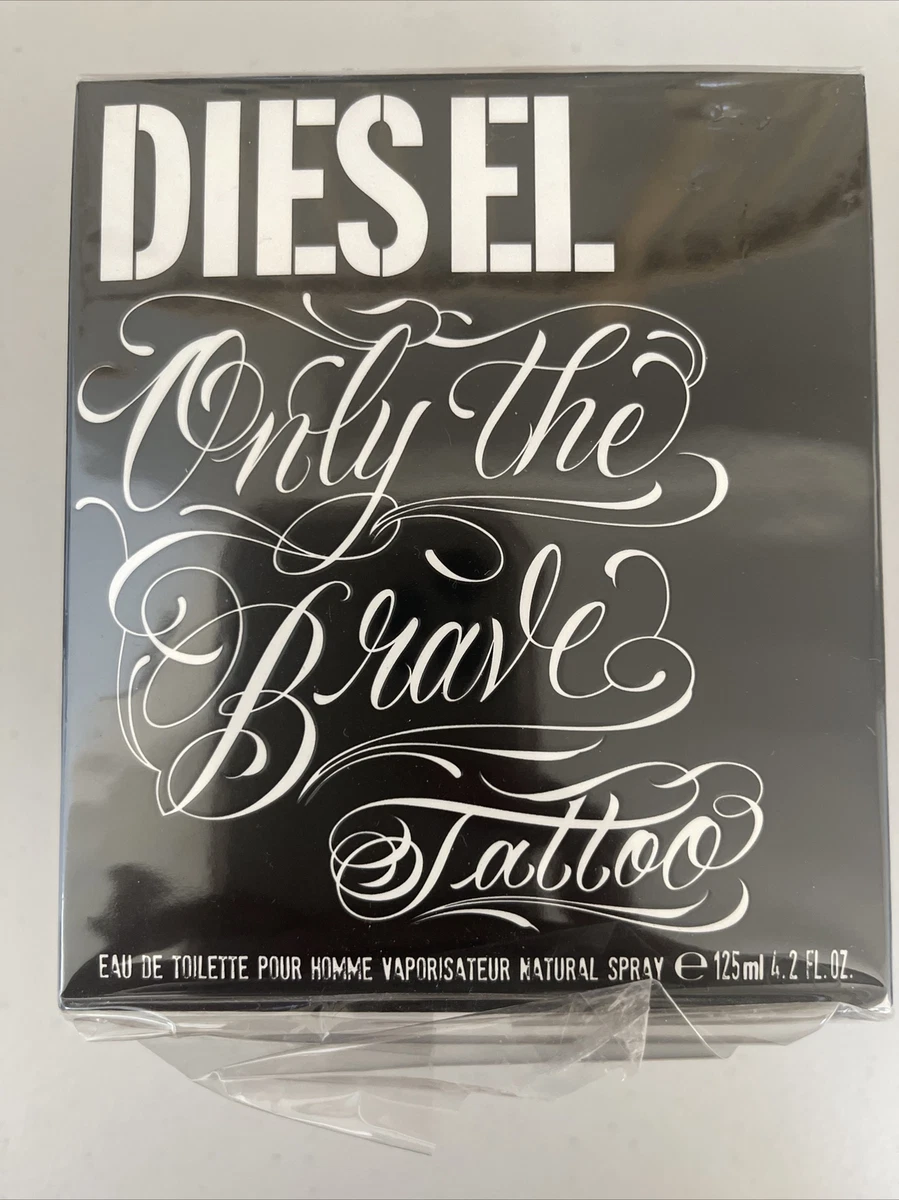 DIESEL
Only the
Brave
Tattoo
EAU DE TOILETTE POUR HOMME VAPORISATEUR NATURAL SPRAY ℮ 125ml 4.2 FL.OZ.